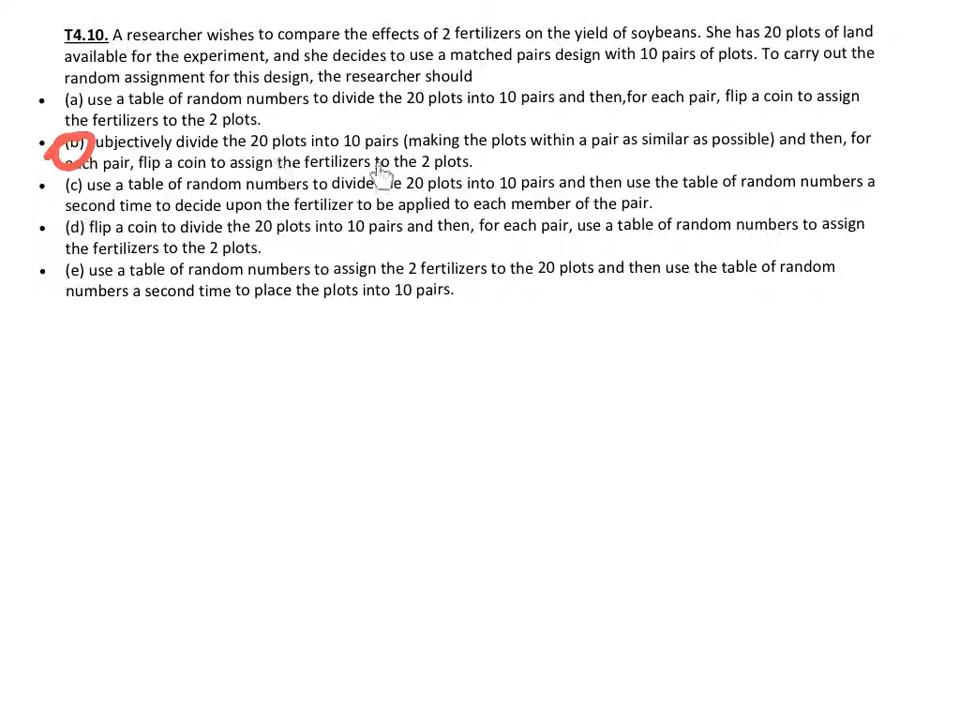 T4.10. A researcher wishes to compare the effects of 2 fertilizers on the yield of soybeans. She has 20 plots of land
available for the experiment, and she decides to use a matched pairs design with 10 pairs of plots. To carry out the
random assignment for this design, the researcher should
• (a) use a table of random numbers to divide the 20 plots into 10 pairs and then,for each pair, flip a coin to assign
the fertilizers to the 2 plots.
• (b) subjectively divide the 20 plots into 10 pairs (making the plots within a pair as similar as possible) and then, for
each pair, flip a coin to assign the fertilizers to the 2 plots.
• (c) use a table of random numbers to divide the 20 plots into 10 pairs and then use the table of random numbers a
second time to decide upon the fertilizer to be applied to each member of the pair.
• (d) flip a coin to divide the 20 plots into 10 pairs and then, for each pair, use a table of random numbers to assign
the fertilizers to the 2 plots.
• (e) use a table of random numbers to assign the 2 fertilizers to the 20 plots and then use the table of random
numbers a second time to place the plots into 10 pairs.